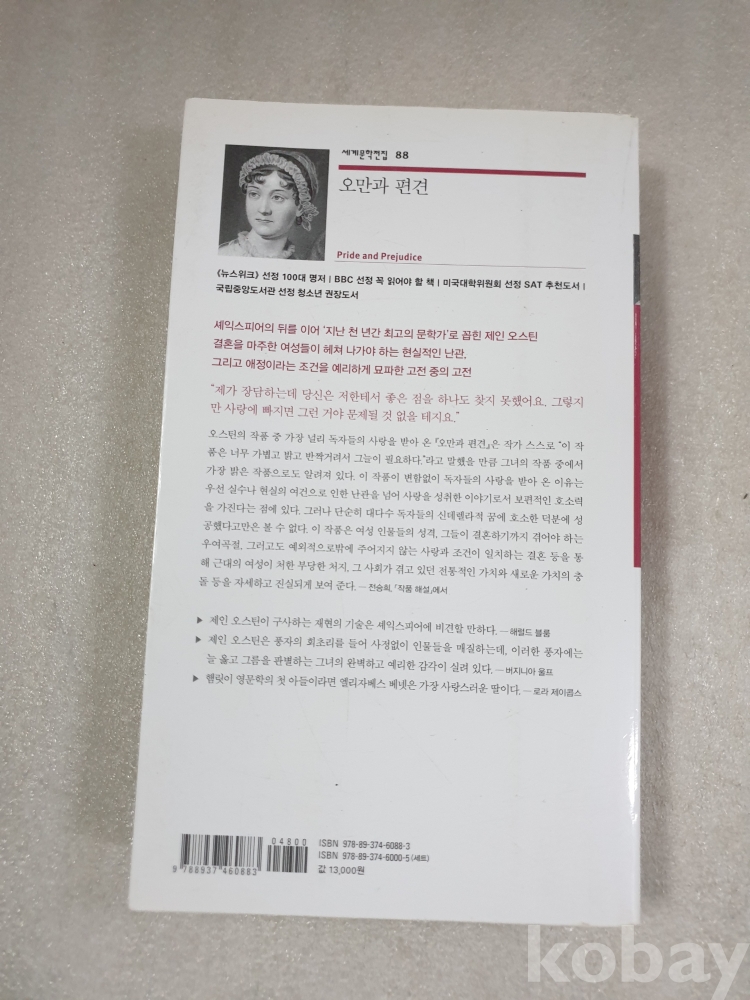 세계문학전집 88
오만과 편견
Pride and Prejudice
《뉴스위크》 선정 100대 명저 | BBC 선정 꼭 읽어야 할 책 | 미국대학위원회 선정 SAT 추천도서 |
국립중앙도서관 선정 청소년 권장도서
셰익스피어의 뒤를 이어 '지난 천 년간 최고의 문학가'로 꼽힌 제인 오스틴
결혼을 마주한 여성들이 헤쳐 나가야 하는 현실적인 난관,
그리고 애정이라는 조건을 예리하게 묘파한 고전 중의 고전
"제가 장담하는데 당신은 저한테서 좋은 점을 하나도 찾지 못했어요. 그렇지
만 사랑에 빠지면 그런 거야 문제될 것 없을 테지요."
오스틴의 작품 중 가장 널리 독자들의 사랑을 받아 온 『오만과 편견』은 작가 스스로 "이 작
품은 너무 가볍고 밝고 반짝거려서 그늘이 필요하다."라고 말했을 만큼 그녀의 작품 중에서
가장 밝은 작품으로도 알려져 있다. 이 작품이 변함없이 독자들의 사랑을 받아 온 이유는
우선 실수나 현실의 여건으로 인한 난관을 넘어 사랑을 성취한 이야기로서 보편적인 호소력
을 가진다는 점에 있다. 그러나 단순히 대다수 독자들의 신데렐라적 꿈에 호소한 덕분에 성
공했다고만은 볼 수 없다. 이 작품은 여성 인물들의 성격, 그들이 결혼하기까지 겪어야 하는
우여곡절, 그러고도 예외적으로밖에 주어지지 않는 사랑과 조건이 일치하는 결혼 등을 통
해 근대의 여성이 처한 부당한 처지, 그 사회가 겪고 있던 전통적인 가치와 새로운 가치의 충
돌 등을 자세하고 진실되게 보여 준다. ─ 전승희, 「작품 해설」에서
▶ 제인 오스틴이 구사하는 재현의 기술은 셰익스피어에 비견할 만하다. ─ 해럴드 블룸
▶ 제인 오스틴은 풍자의 회초리를 들어 사정없이 인물들을 매질하는데, 이러한 풍자에는
늘 옳고 그름을 판별하는 그녀의 완벽하고 예리한 감각이 실려 있다. ─ 버지니아 울프
▶ 햄릿이 영문학의 첫 아들이라면 엘리자베스 베넷은 가장 사랑스러운 딸이다. ─ 로라 제이콥스
04800
9 788937 460883
ISBN 978-89-374-6088-3
ISBN 978-89-374-6000-5 (세트)
값 13,000원
kobay